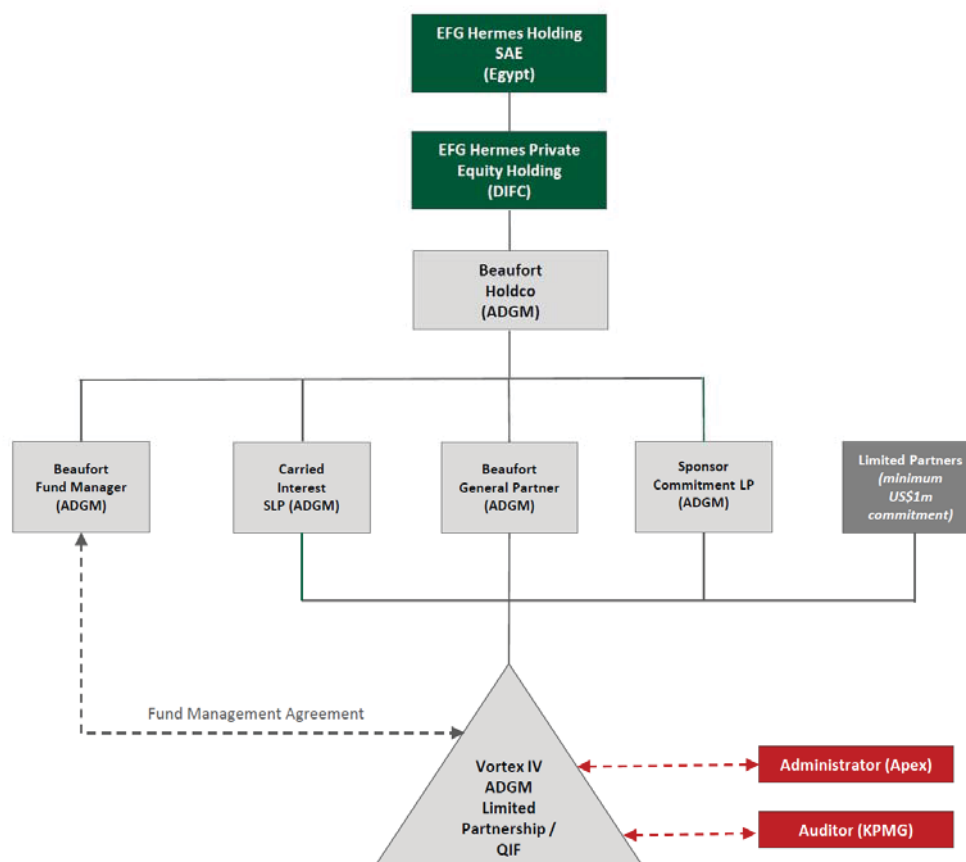 EFG Hermes Holding
SAE
(Egypt)
EFG Hermes Private
Equity Holding
(DIFC)
Beaufort
Holdco
(ADGM)
Beaufort
Fund Manager
(ADGM)
Carried
Interest
SLP (ADGM)
Beaufort
General Partner
(ADGM)
Sponsor
Commitment LP
(ADGM)
Limited Partners
(minimum
US$1m
commitment)
Fund Management Agreement
Vortex IV
ADGM
Limited
Partnership /
QIF
Administrator (Apex)
Auditor (KPMG)